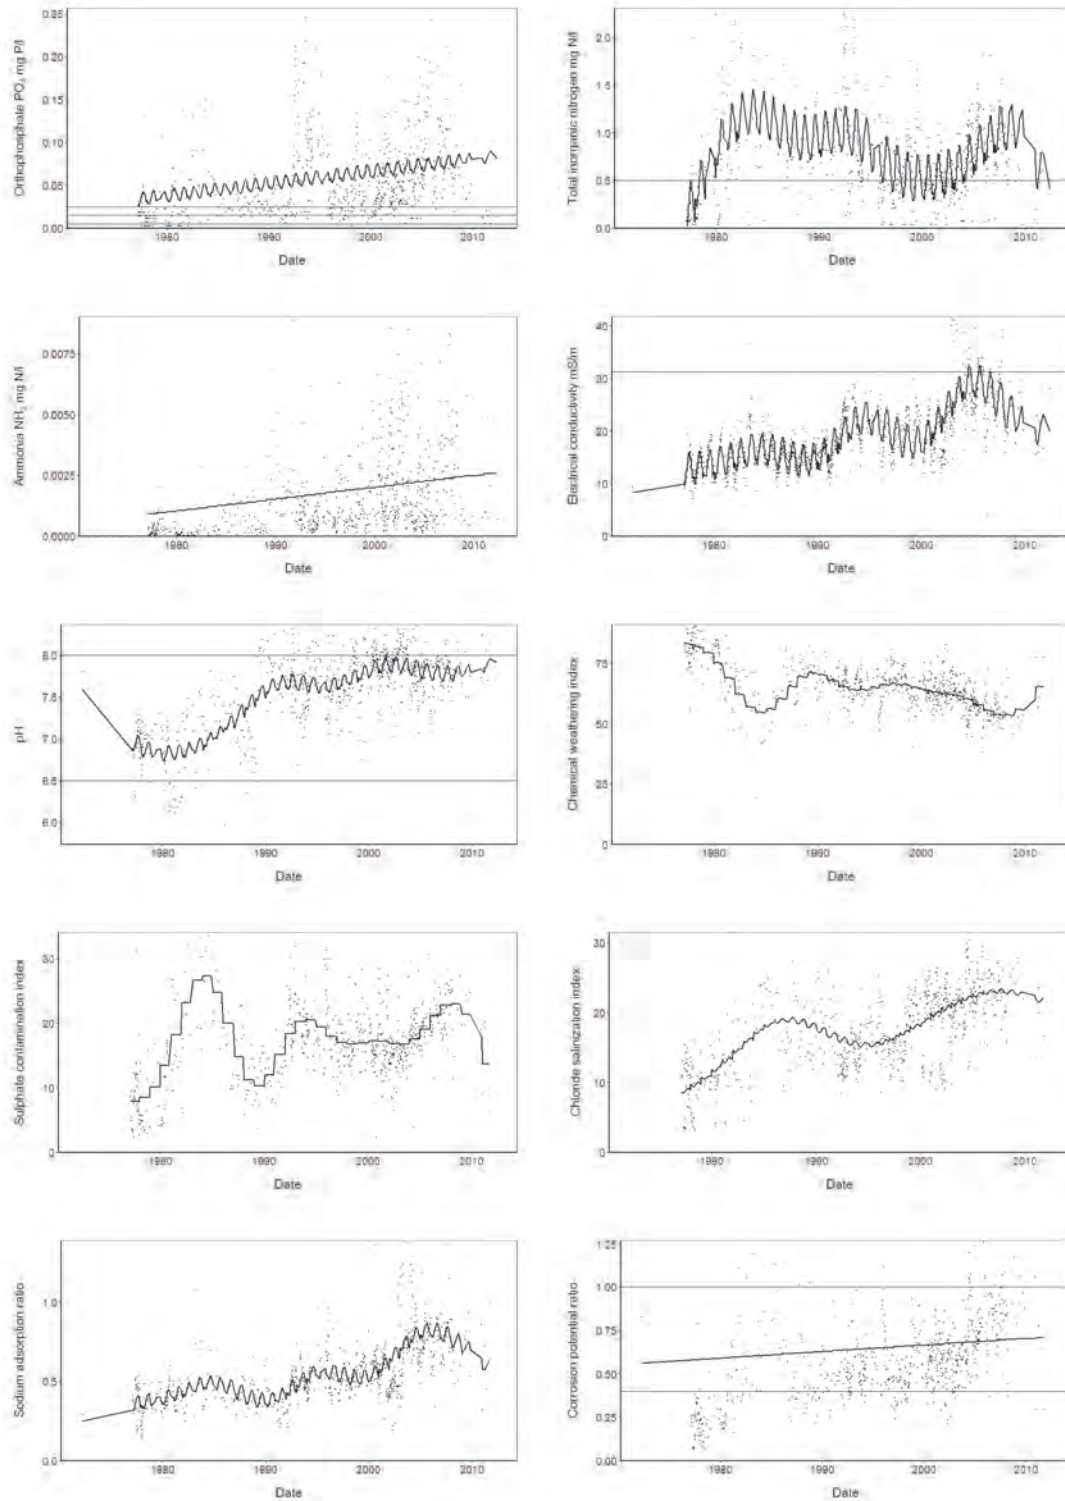 Orthophosphate PO₄ mg P/l
0.25
0.20
0.15
0.10
0.05
0.00
1980 1990 2000 2010
Date
Total inorganic nitrogen mg N/l
2.0
1.5
1.0
0.5
0.0
1980 1990 2000 2010
Date
Ammonia NH₃ mg N/l
0.0075
0.0050
0.0025
0.0000
1980 1990 2000 2010
Date
Electrical conductivity mS/m
40
30
20
10
0
1980 1990 2000 2010
Date
pH
8.0
7.5
7.0
6.5
6.0
1980 1990 2000 2010
Date
Chemical weathering index
75
50
25
0
1980 1990 2000 2010
Date
Sulphate contamination index
30
20
10
0
1980 1990 2000 2010
Date
Chloride salinization index
30
20
10
0
1980 1990 2000 2010
Date
Sodium adsorption ratio
1.0
0.5
0.0
1980 1990 2000 2010
Date
Corrosion potential ratio
1.25
1.00
0.75
0.50
0.25
0.00
1980 1990 2000 2010
Date